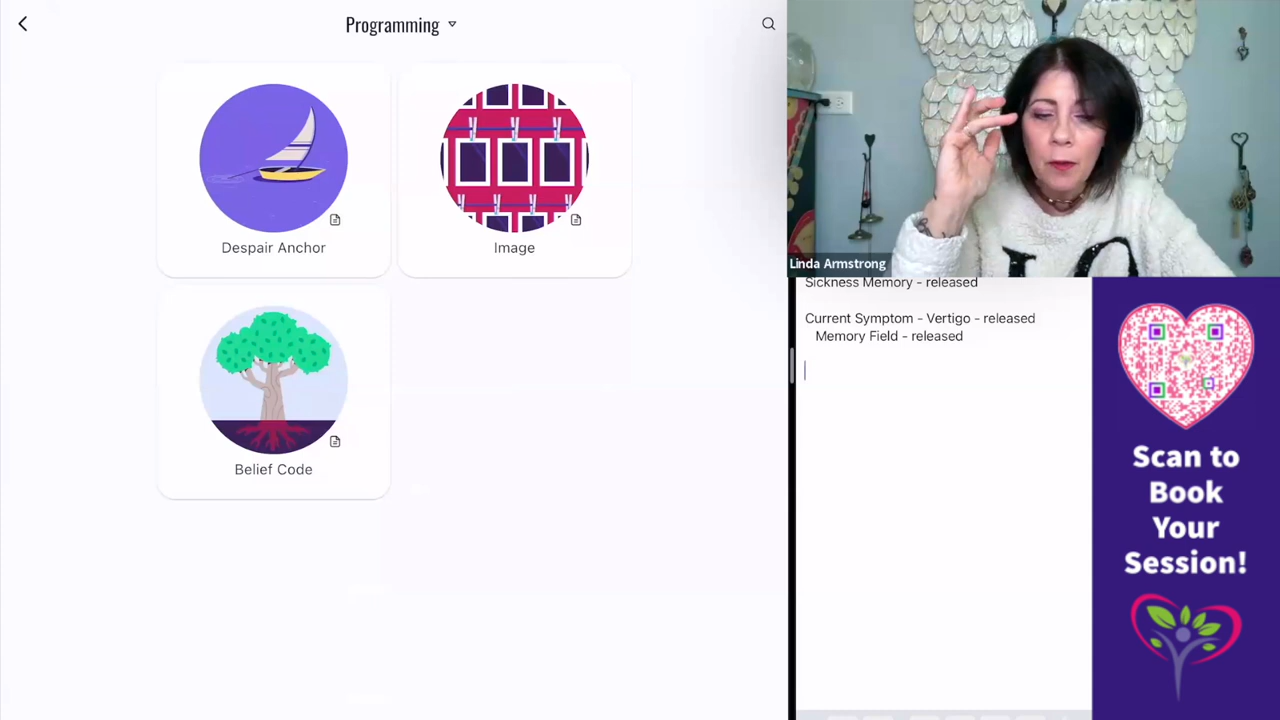 Programming
Despair Anchor
Image
Belief Code
Linda Armstrong
Sickness Memory - released
Current Symptom - Vertigo - released
Memory Field - released
Scan to
Book
Your
Session!